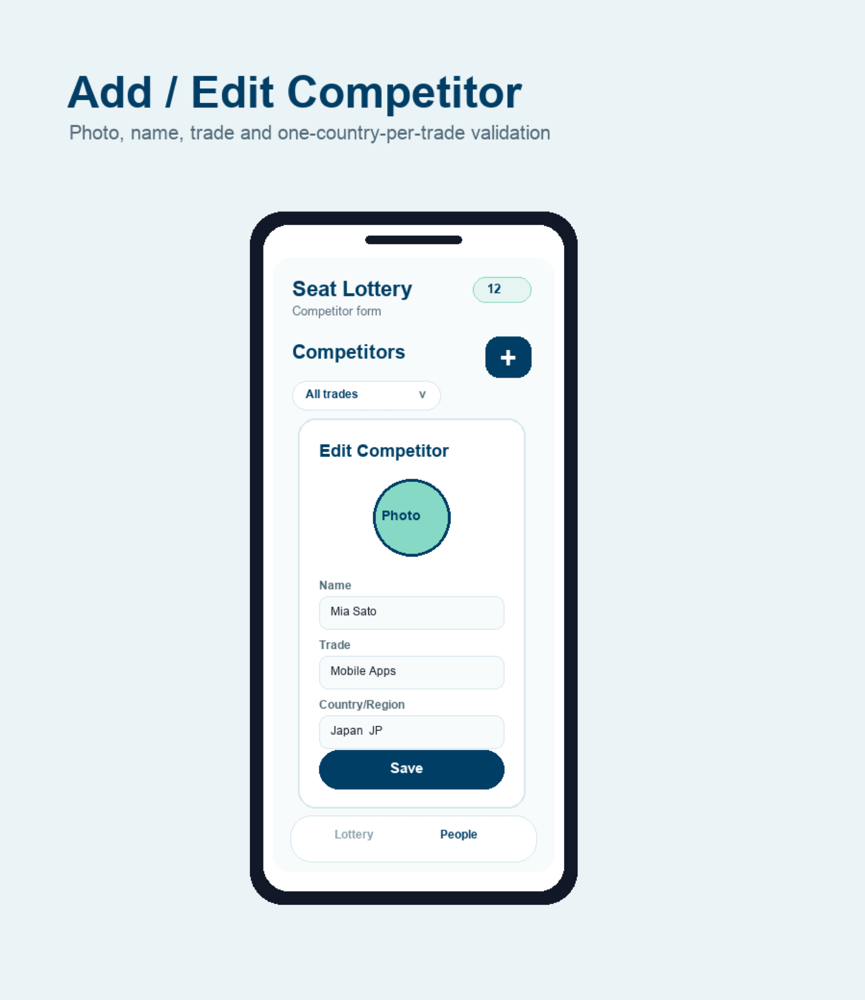 Add / Edit Competitor
Photo, name, trade and one-country-per-trade validation
Seat Lottery
12
Competitor form
Competitors
+
All trades v
Edit Competitor
Photo
Name
Mia Sato
Trade
Mobile Apps
Country/Region
Japan JP
Save
Lottery People